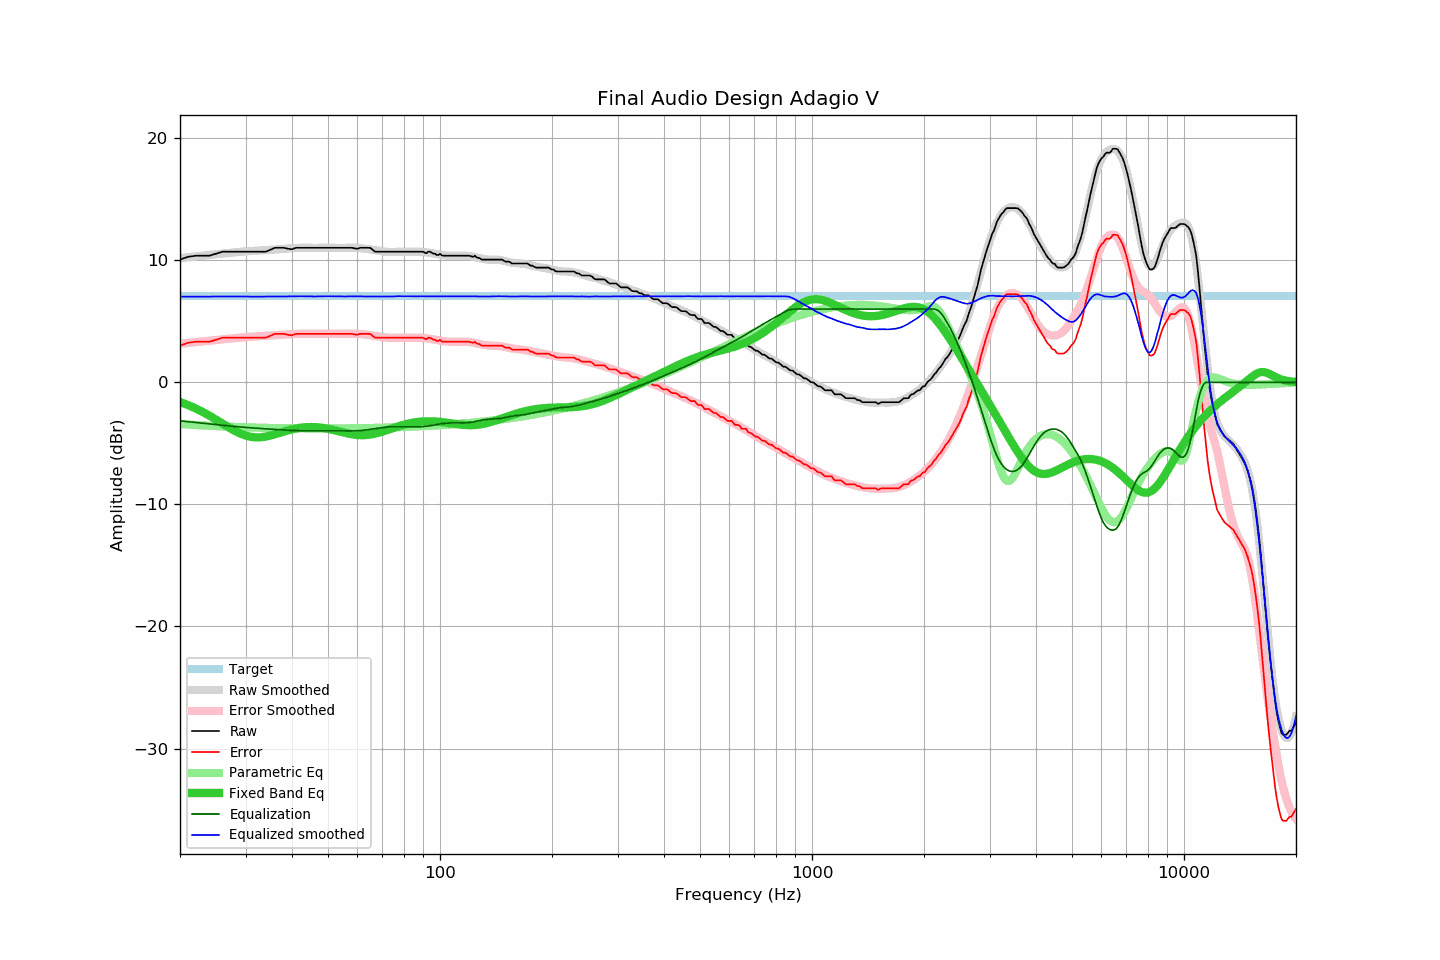 Final Audio Design Adagio V
20
10
0
−10
−20
−30
Amplitude (dBr)
Target
Raw Smoothed
Error Smoothed
Raw
Error
Parametric Eq
Fixed Band Eq
Equalization
Equalized smoothed
100
1000
10000
Frequency (Hz)